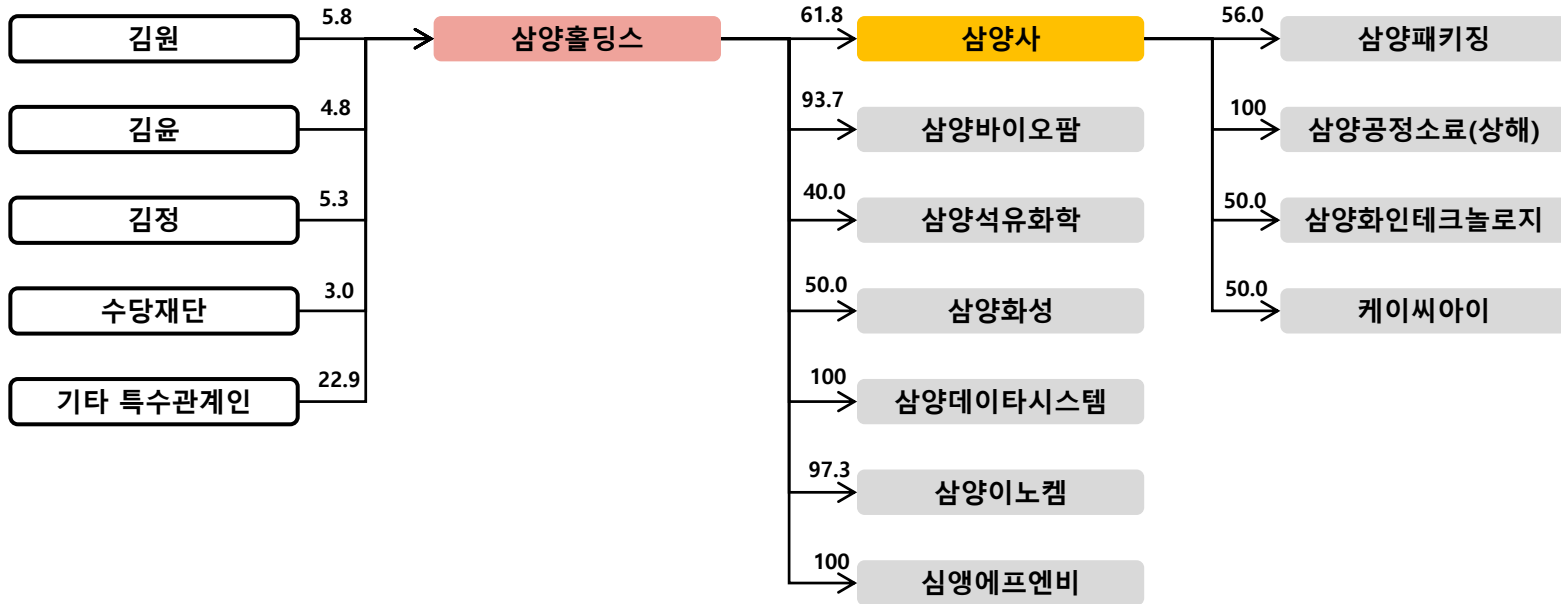 김원
5.8
삼양홀딩스
61.8
삼양사
56.0
삼양패키징
김윤
4.8
93.7
삼양바이오팜
100
삼양공정소료(상해)
김정
5.3
40.0
삼양석유화학
50.0
삼양화인테크놀로지
수당재단
3.0
50.0
삼양화성
50.0
케이씨아이
기타 특수관계인
22.9
100
삼양데이타시스템
97.3
삼양이노켐
100
심앵에프엔비